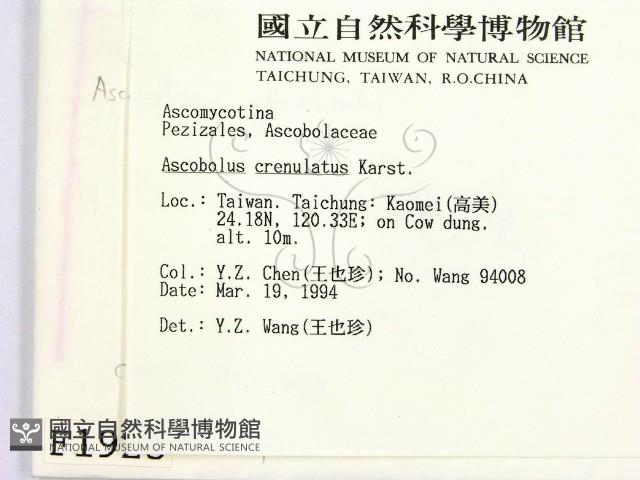 國立自然科學博物館
NATIONAL MUSEUM OF NATURAL SCIENCE
TAICHUNG, TAIWAN, R.O.CHINA
Asc
Ascomycotina
Pezizales, Ascobolaceae
Ascobolus crenulatus Karst.
Loc.: Taiwan. Taichung: Kaomei(高美)
24.18N, 120.33E; on Cow dung.
alt. 10m.
Col.: Y.Z. Chen(王也珍); No. Wang 94008
Date: Mar. 19, 1994
Det.: Y.Z. Wang(王也珍)
國立自然科學博物館
NATIONAL MUSEUM OF NATURAL SCIENCE